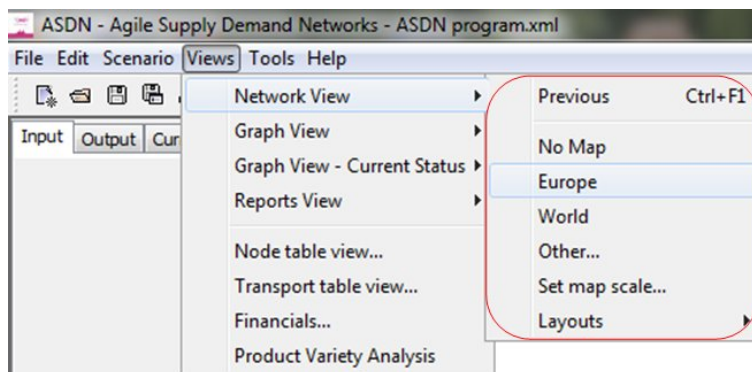 ASDN - Agile Supply Demand Networks - ASDN program.xml
File Edit Scenario Views Tools Help
Input Output Cur
Network View
Graph View
Graph View - Current Status
Reports View
Node table view...
Transport table view...
Financials...
Product Variety Analysis
Previous Ctrl+F1
No Map
Europe
World
Other...
Set map scale...
Layouts